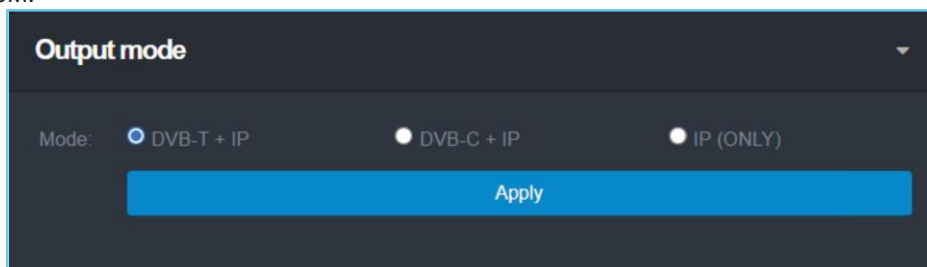 Output mode
Mode: DVB-T + IP DVB-C + IP IP (ONLY)
Apply